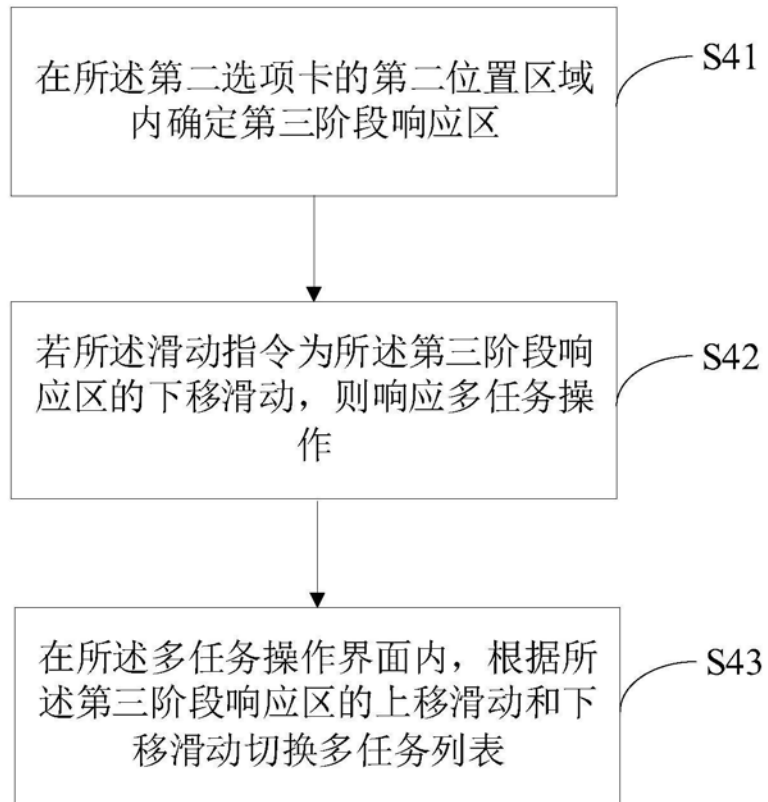 在所述第二选项卡的第二位置区域
内确定第三阶段响应区
S41
若所述滑动指令为所述第三阶段响
应区的下移滑动，则响应多任务操
作
S42
在所述多任务操作界面内，根据所
述第三阶段响应区的上移滑动和下
移滑动切换多任务列表
S43